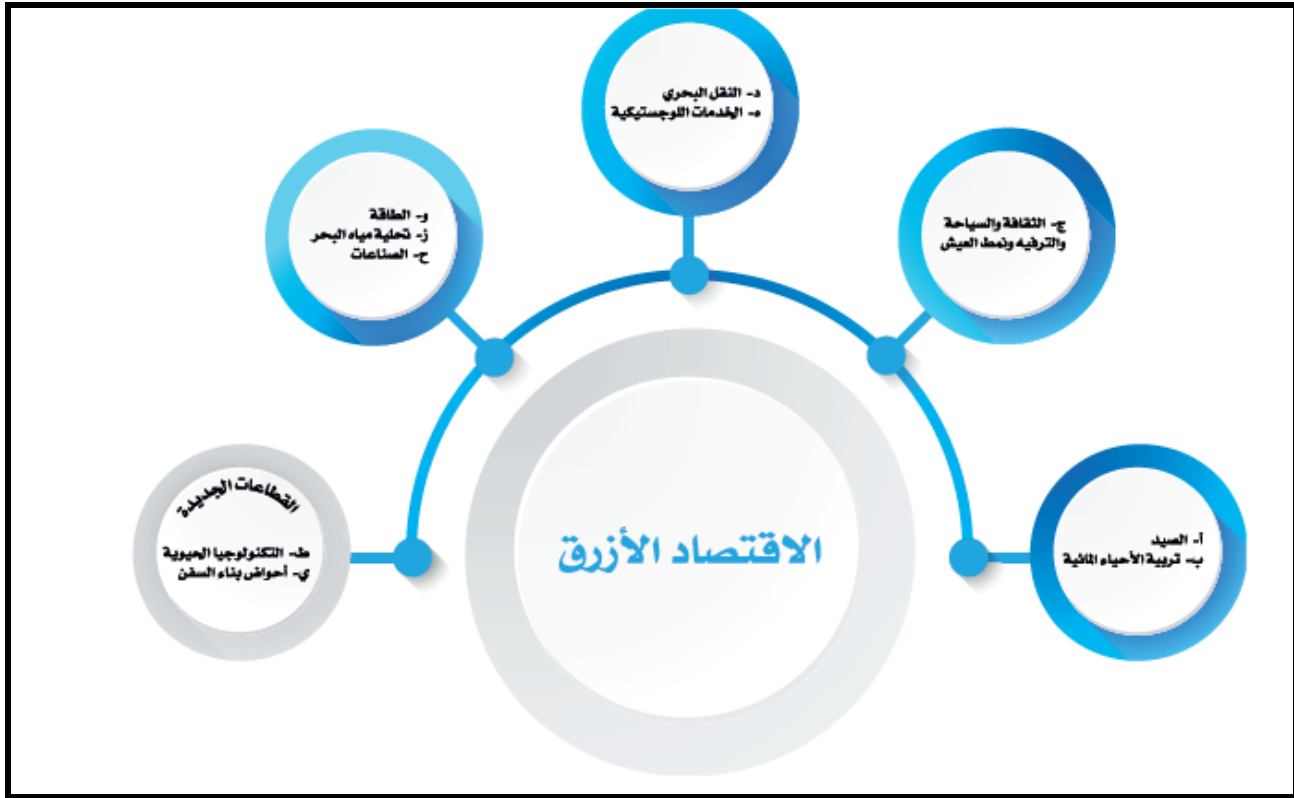 الاقتصاد الأزرق
أ- الصيد
ب- تربية الأحياء المائية
ج- الثقافة والسياحة
والترفيه ونمط العيش
د- النقل البحري
ه- الخدمات اللوجستيكية
و- الطاقة
ز- تحلية مياه البحر
ح- الصناعات
القطاعات الجديدة
ط- التكنولوجيا الحيوية
ي- أحواض بناء السفن